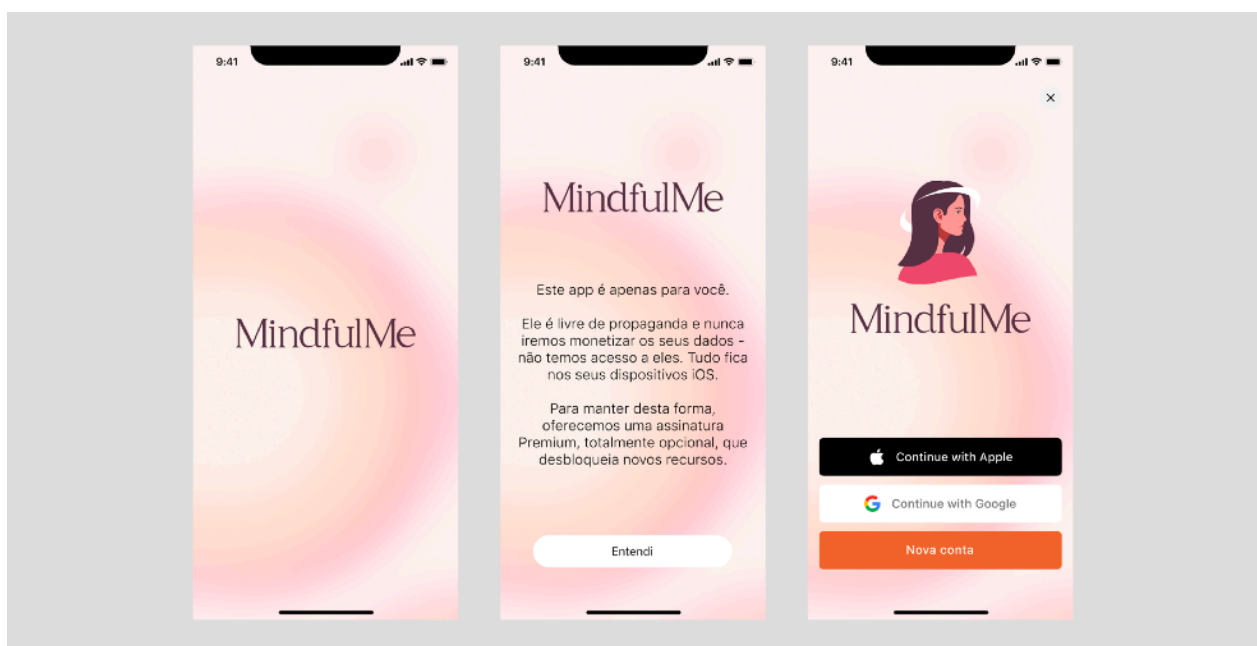 9:41
MindfulMe
9:41
MindfulMe
Este app é apenas para você.
Ele é livre de propaganda e nunca
iremos monetizar os seus dados -
não temos acesso a eles. Tudo fica
nos seus dispositivos iOS.
Para manter desta forma,
oferecemos uma assinatura
Premium, totalmente opcional, que
desbloqueia novos recursos.
Entendi
9:41
MindfulMe
Continue with Apple
Continue with Google
Nova conta